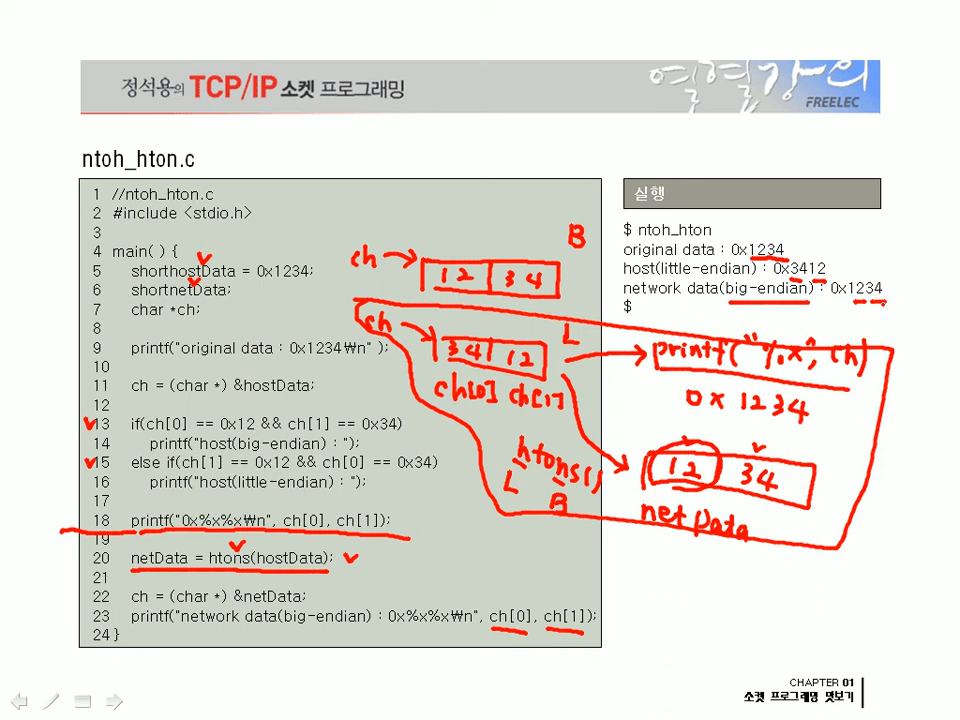 정석용의 TCP/IP 소켓 프로그래밍
열혈강의
FREELEC
ntoh_hton.c
1 //ntoh_hton.c
2 #include <stdio.h>
3
4 main( ) {
5 shorthostData = 0x1234;
6 shortnetData;
7 char *ch;
8
9 printf("original data : 0x1234₩n" );
10
11 ch = (char *) &hostData;
12
13 if(ch[0] == 0x12 && ch[1] == 0x34)
14 printf("host(big-endian) : ");
15 else if(ch[1] == 0x12 && ch[0] == 0x34)
16 printf("host(little-endian) : ");
17
18 printf("0x%x%x₩n", ch[0], ch[1]);
19
20 netData = htons(hostData);
21
22 ch = (char *) &netData;
23 printf("network data(big-endian) : 0x%x%x₩n", ch[0], ch[1]);
24 }
실행
$ ntoh_hton
original data : 0x1234
host(little-endian) : 0x3412
network data(big-endian) : 0x1234
$
B
ch 12 34
ch 34 12 L
ch[0] ch[1]
printf("%x", ch)
0x1234
htons()
L B
12 34
netData
CHAPTER 01
소켓 프로그래밍 맛보기